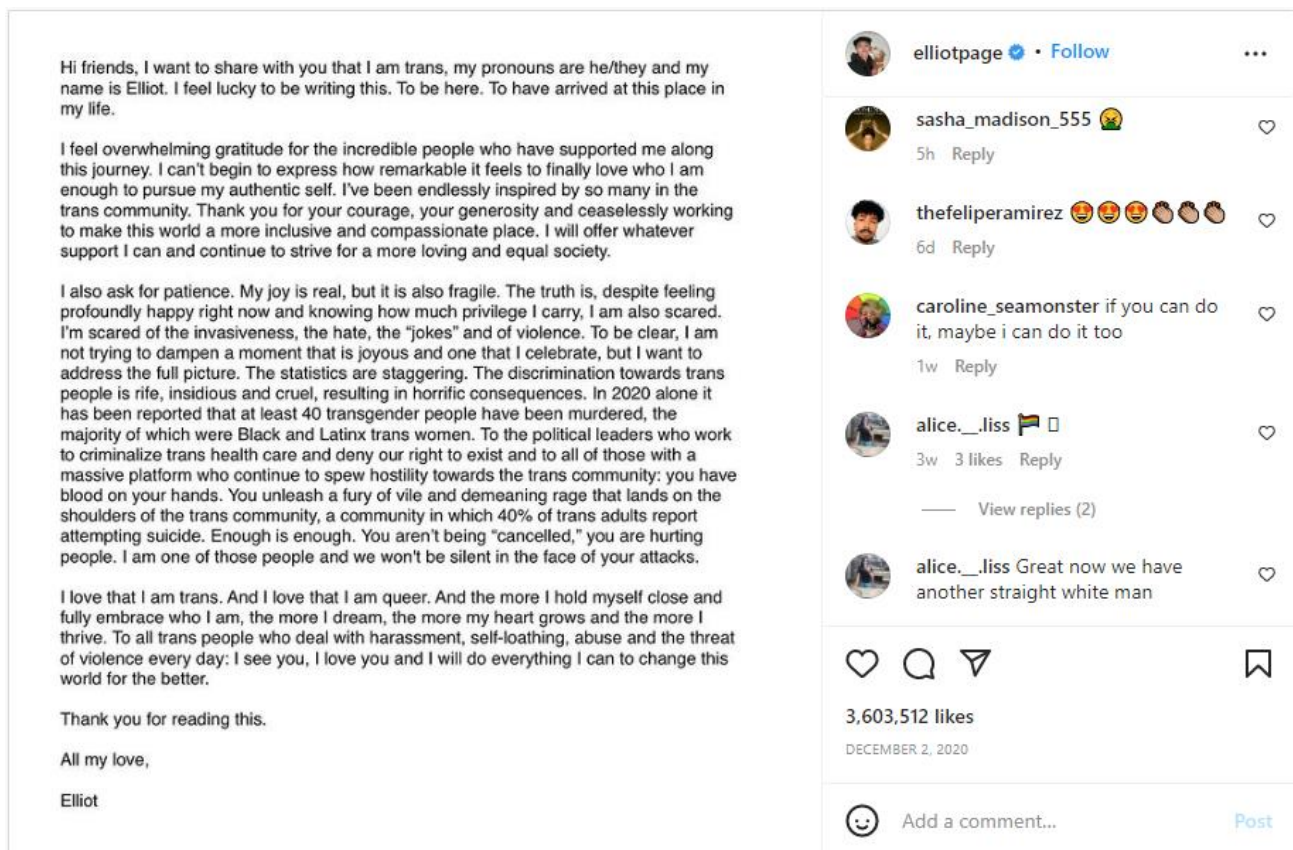 Hi friends, I want to share with you that I am trans, my pronouns are he/they and my
name is Elliot. I feel lucky to be writing this. To be here. To have arrived at this place in
my life.
I feel overwhelming gratitude for the incredible people who have supported me along
this journey. I can't begin to express how remarkable it feels to finally love who I am
enough to pursue my authentic self. I've been endlessly inspired by so many in the
trans community. Thank you for your courage, your generosity and ceaselessly working
to make this world a more inclusive and compassionate place. I will offer whatever
support I can and continue to strive for a more loving and equal society.
I also ask for patience. My joy is real, but it is also fragile. The truth is, despite feeling
profoundly happy right now and knowing how much privilege I carry, I am also scared.
I'm scared of the invasiveness, the hate, the “jokes” and of violence. To be clear, I am
not trying to dampen a moment that is joyous and one that I celebrate, but I want to
address the full picture. The statistics are staggering. The discrimination towards trans
people is rife, insidious and cruel, resulting in horrific consequences. In 2020 alone it
has been reported that at least 40 transgender people have been murdered, the
majority of which were Black and Latinx trans women. To the political leaders who work
to criminalize trans health care and deny our right to exist and to all of those with a
massive platform who continue to spew hostility towards the trans community: you have
blood on your hands. You unleash a fury of vile and demeaning rage that lands on the
shoulders of the trans community, a community in which 40% of trans adults report
attempting suicide. Enough is enough. You aren't being “cancelled,” you are hurting
people. I am one of those people and we won't be silent in the face of your attacks.
I love that I am trans. And I love that I am queer. And the more I hold myself close and
fully embrace who I am, the more I dream, the more my heart grows and the more I
thrive. To all trans people who deal with harassment, self-loathing, abuse and the threat
of violence every day: I see you, I love you and I will do everything I can to change this
world for the better.
Thank you for reading this.
All my love,
Elliot
elliotpage • Follow
sasha_madison_555 🤮
5h Reply
thefeliperamirez 😍😍😍👏🏽👏🏽👏🏽
6d Reply
caroline_seamonster if you can do
it, maybe i can do it too
1w Reply
alice.__.liss 🏳️‍🌈
3w 3 likes Reply
View replies (2)
alice.__.liss Great now we have
another straight white man
3,603,512 likes
DECEMBER 2, 2020
Add a comment...
Post